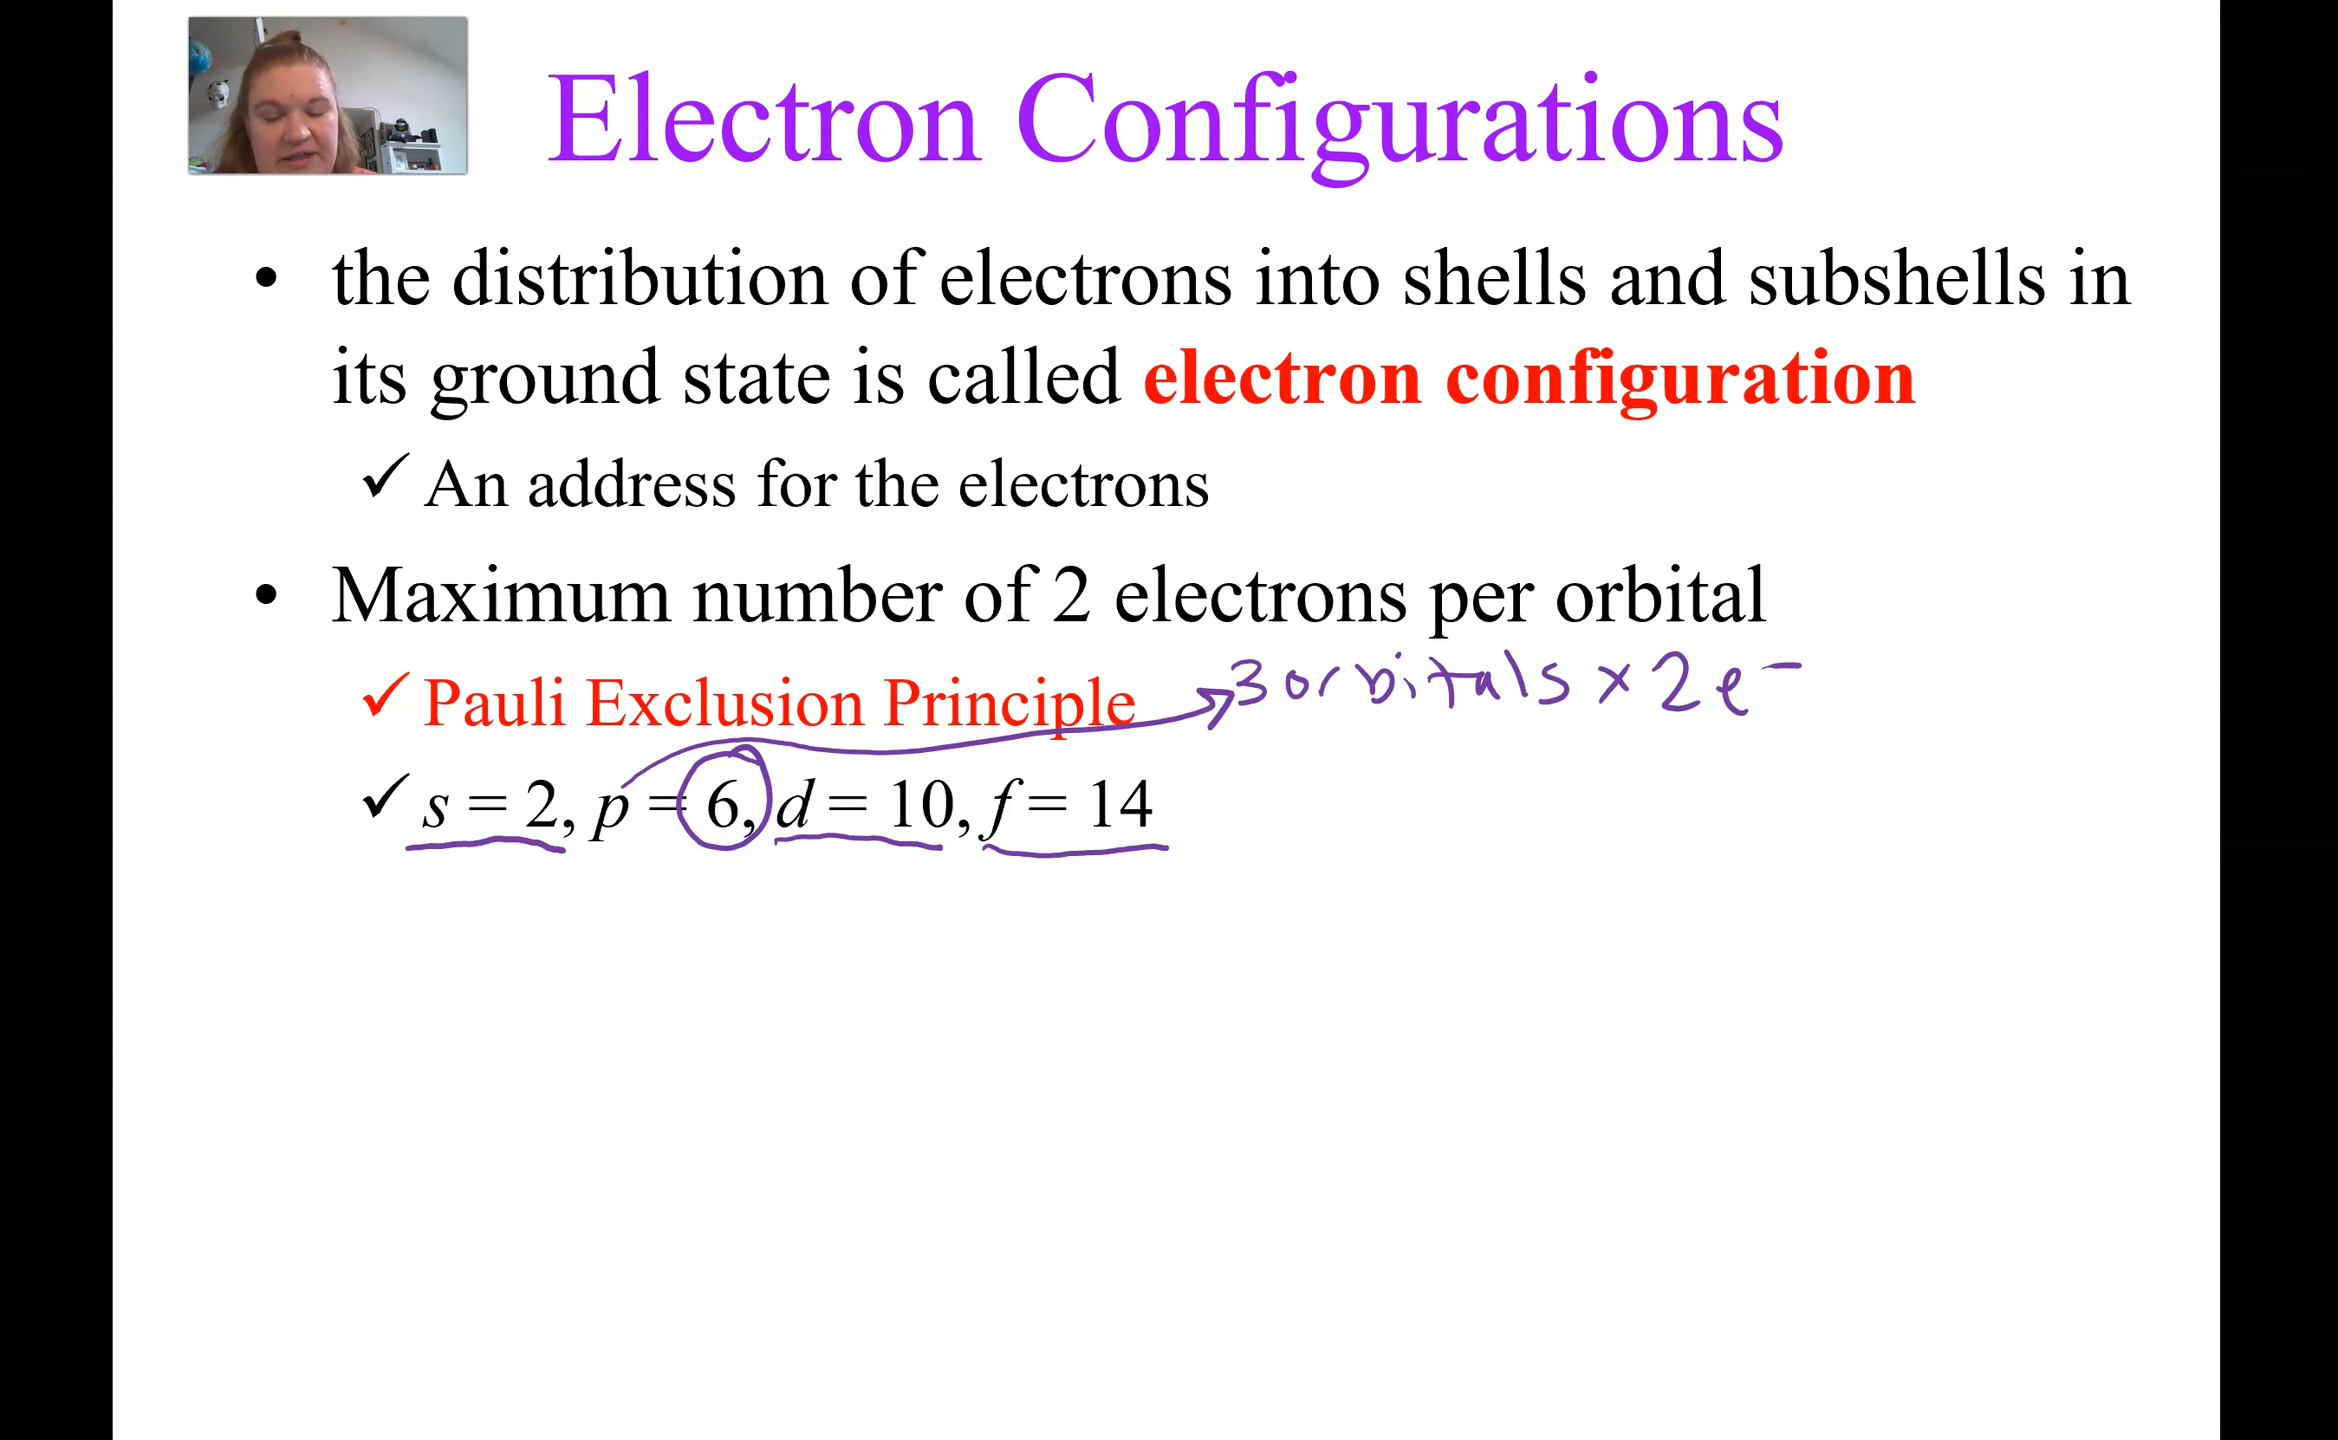 Electron Configurations
• the distribution of electrons into shells and subshells in
its ground state is called electron configuration
✓ An address for the electrons
• Maximum number of 2 electrons per orbital
✓ Pauli Exclusion Principle
3 orbitals × 2 e⁻
✓ s = 2, p = 6, d = 10, f = 14